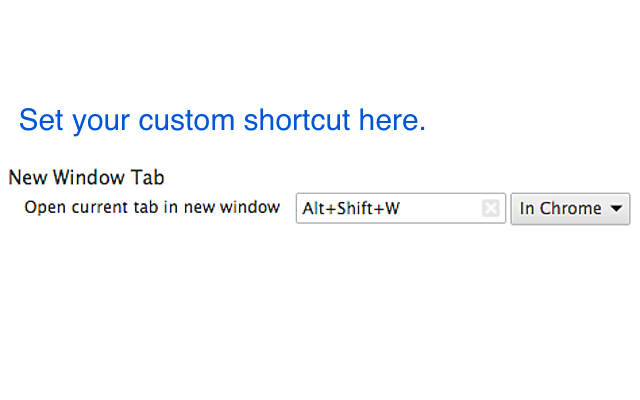 Set your custom shortcut here.
New Window Tab
Open current tab in new window Alt+Shift+W In Chrome